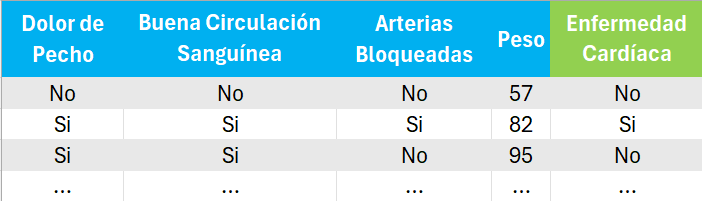 Dolor de Pecho Buena Circulación Sanguínea Arterias Bloqueadas Peso Enfermedad Cardíaca
No No No 57 No
Si Si Si 82 Si
Si Si No 95 No
... ... ... ... ...